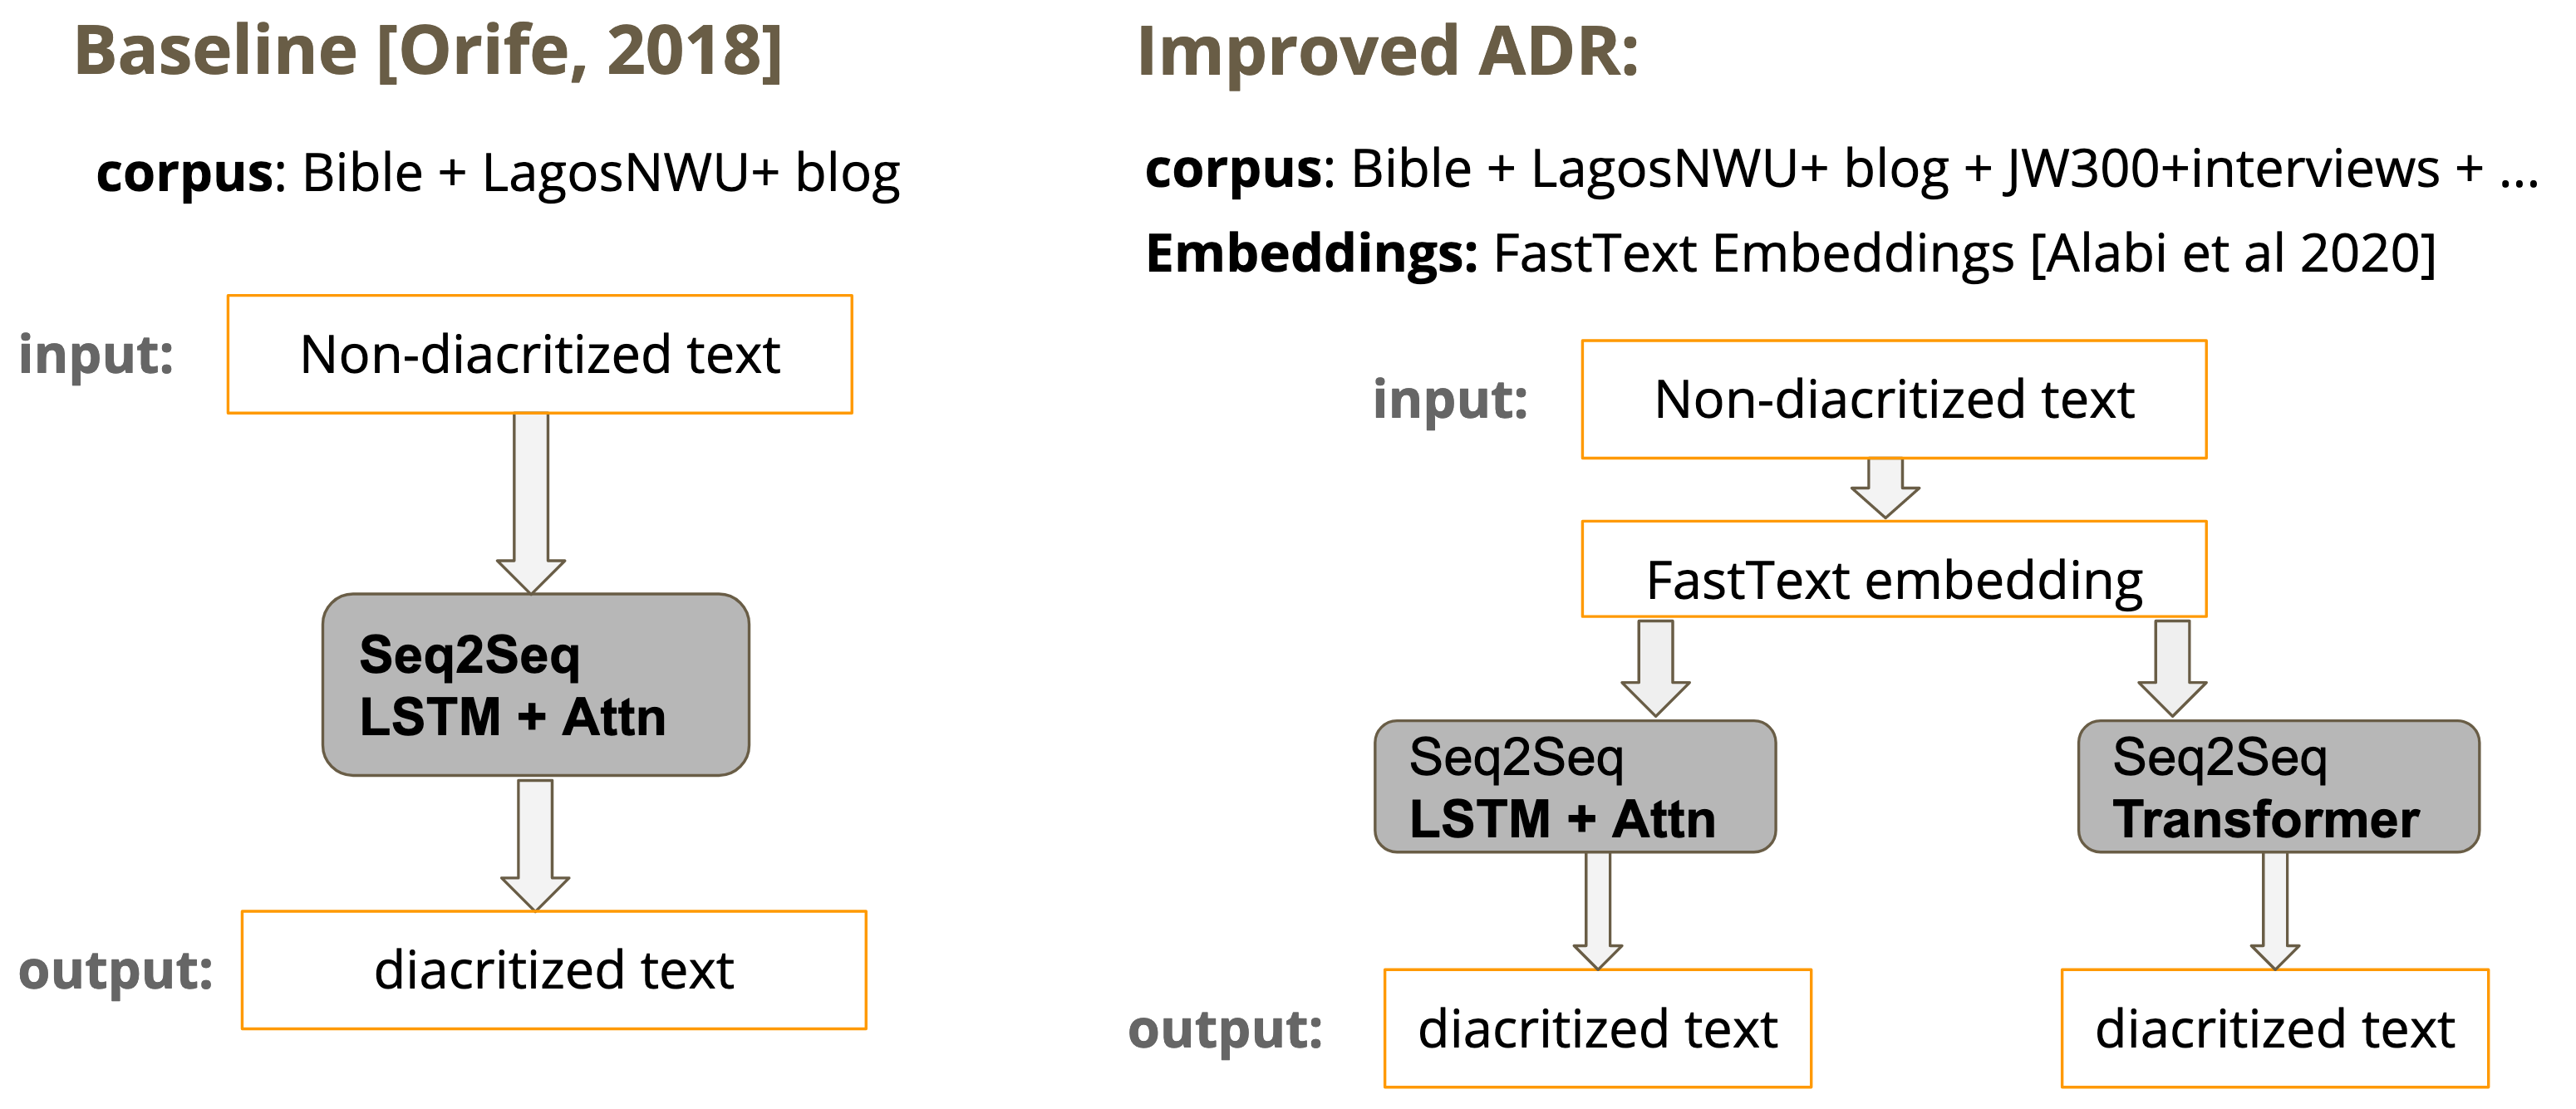 Baseline [Orife, 2018]
corpus: Bible + LagosNWU+ blog
input:
Non-diacritized text
Seq2Seq
LSTM + Attn
output:
diacritized text
Improved ADR:
corpus: Bible + LagosNWU+ blog + JW300+interviews + ...
Embeddings: FastText Embeddings [Alabi et al 2020]
input:
Non-diacritized text
FastText embedding
Seq2Seq
LSTM + Attn
Seq2Seq
Transformer
output:
diacritized text
diacritized text